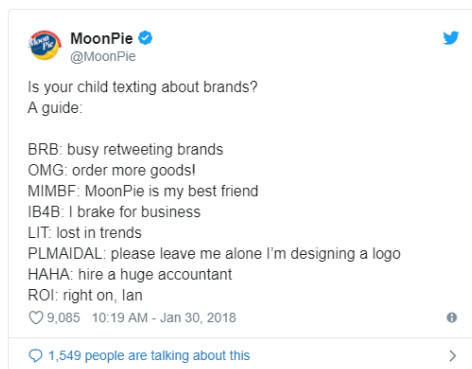 MoonPie
@MoonPie
Is your child texting about brands?
A guide:
BRB: busy retweeting brands
OMG: order more goods!
MIMBF: MoonPie is my best friend
IB4B: I brake for business
LIT: lost in trends
PLMAIDAL: please leave me alone I'm designing a logo
HAHA: hire a huge accountant
ROI: right on, Ian
9,085 10:19 AM - Jan 30, 2018
1,549 people are talking about this